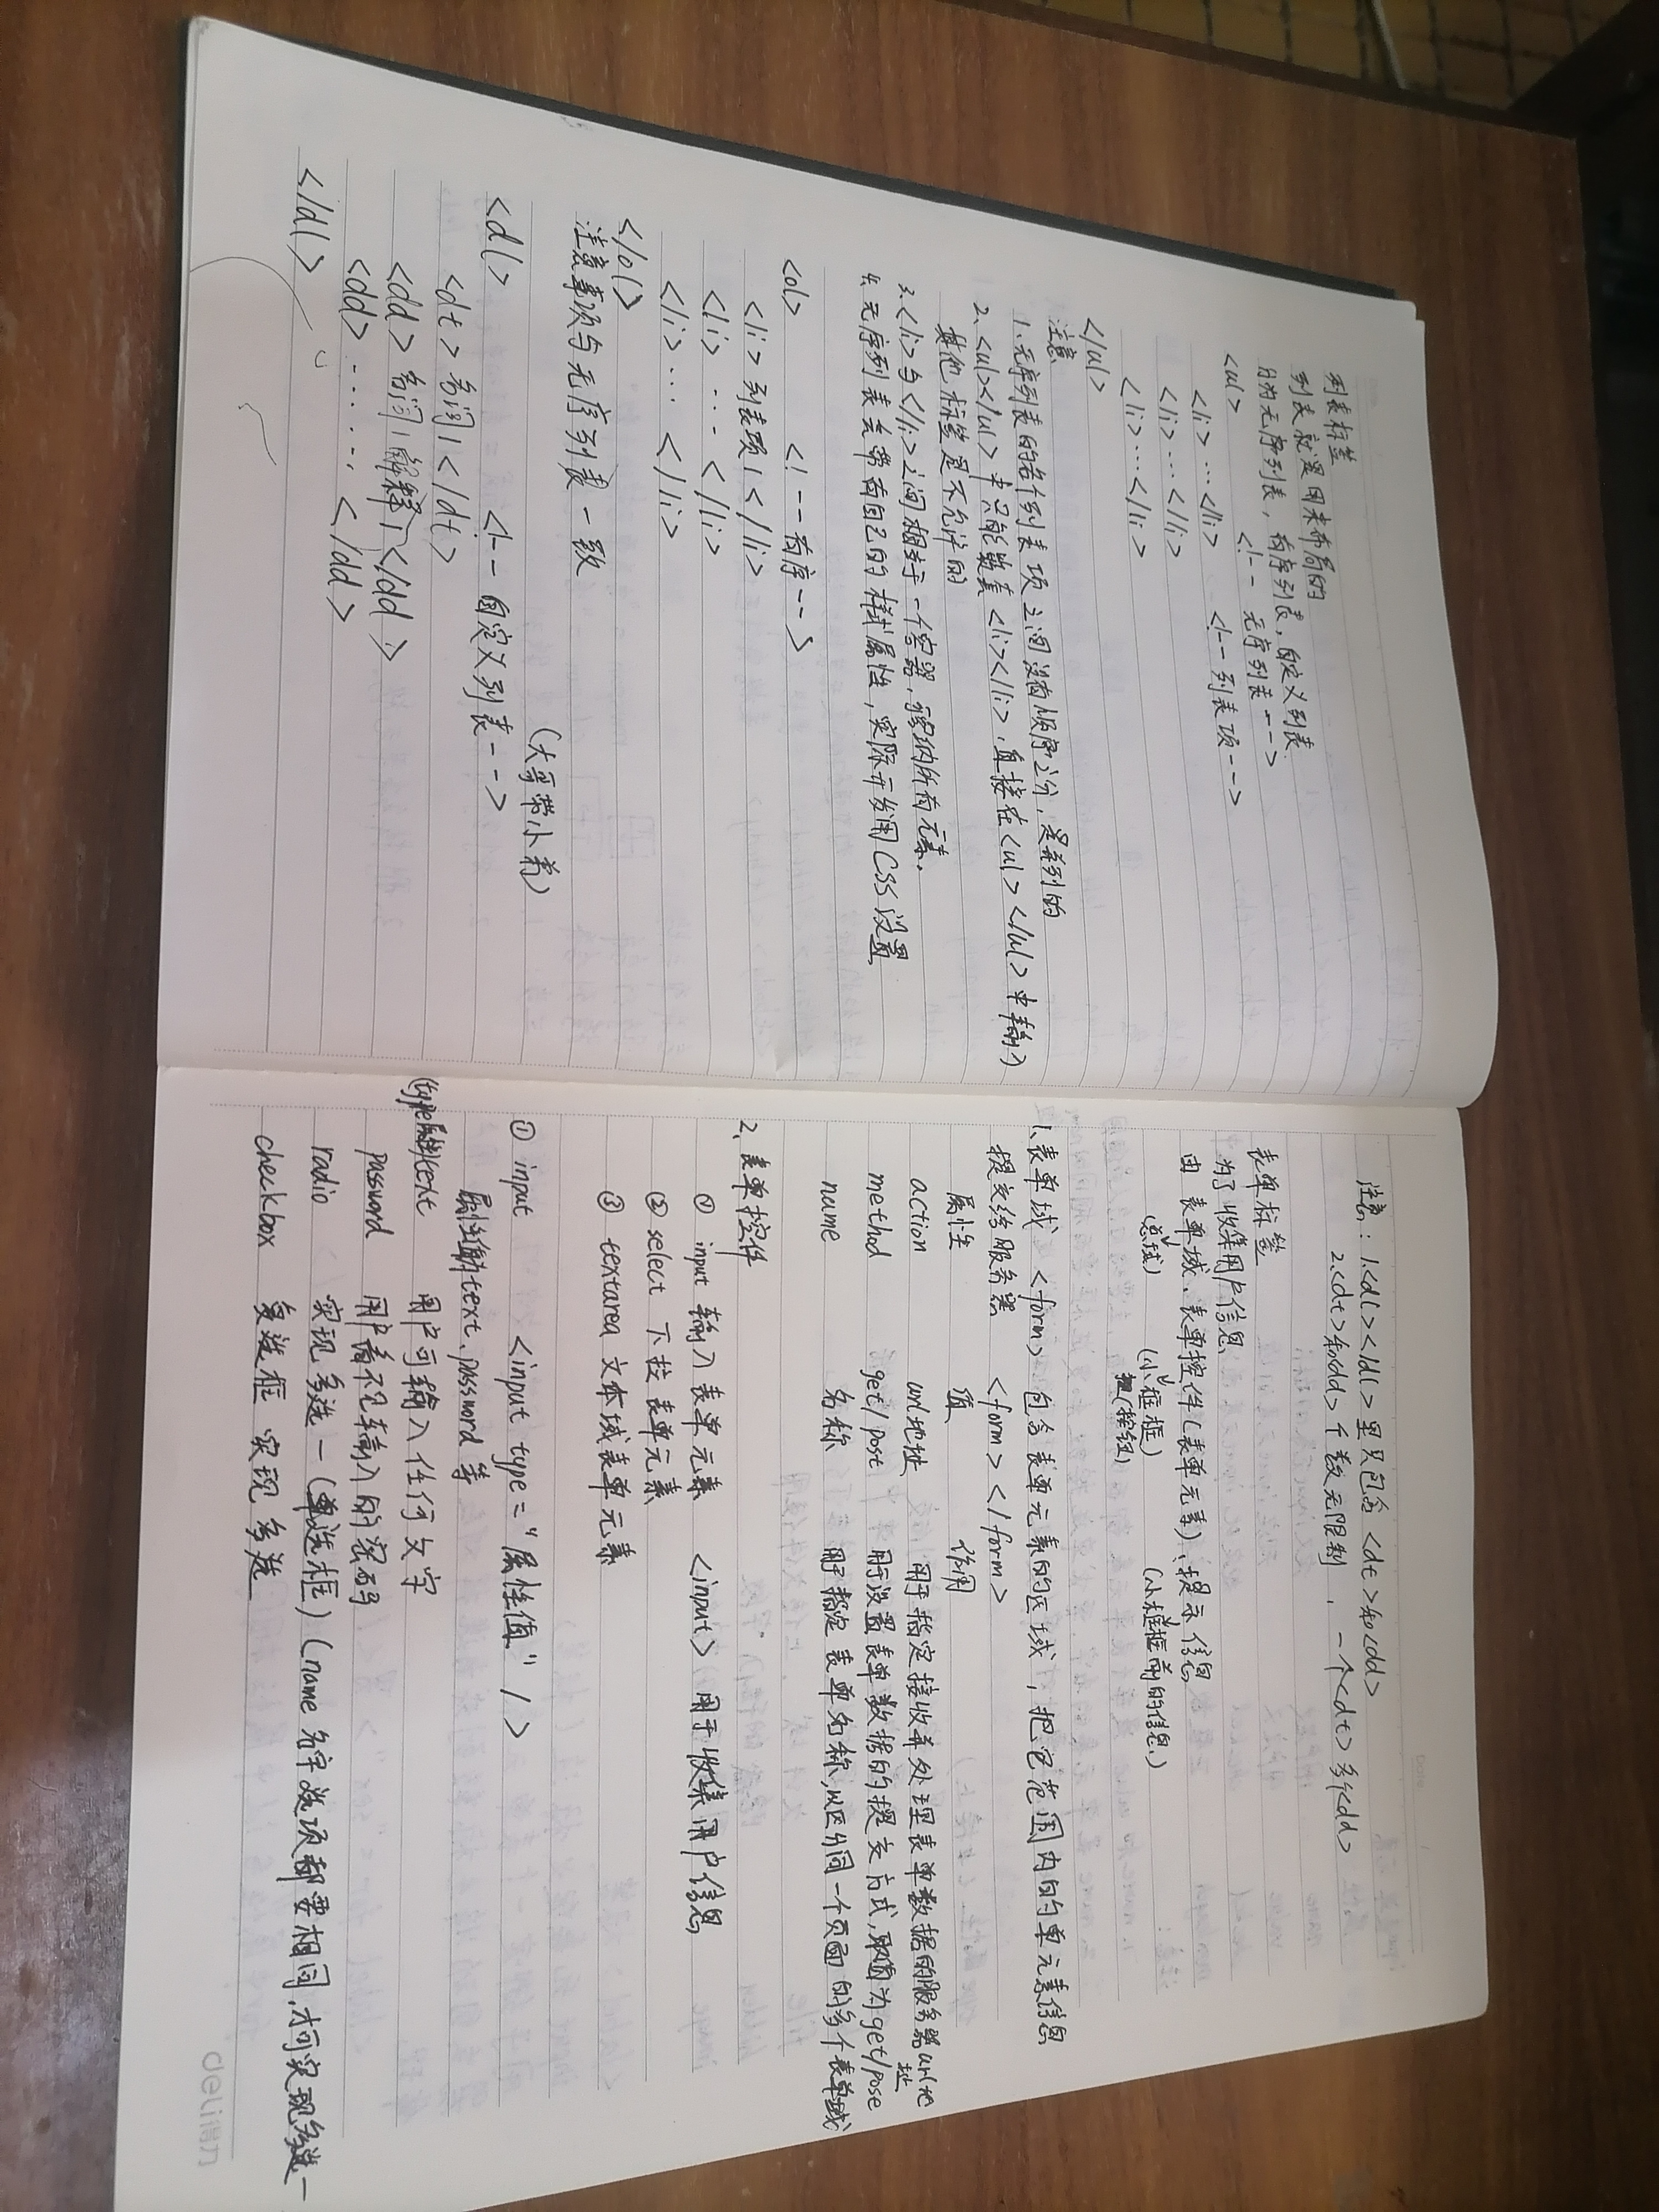 列表标签
列表就是用来布局的
分为无序列表，有序列表，自定义列表
<ul> <!-- 无序列表 -->
<li>…</li> <!-- 列表项 -->
<li>…</li>
<li>…</li>
</ul>
注意
1.无序列表的各个列表项之间没有顺序之分，是并列的
2、<ul></ul>中只能嵌套<li></li>，直接在<ul></ul>中输入
其他标签是不允许的
3、<li>与</li>之间相当于一个容器，容纳所有元素.
4.无序列表会带有自己的样式属性，实际开发用CSS设置
<ol> <!--有序-->
<li>列表项1</li>
<li>…</li>
<li>…</li>
</ol>
注意事项与无序列表一致
(大哥带小弟)
<dl> <!-- 自定义列表-->
<dt>名词1</dt>
<dd>名词1解释1</dd>
<dd>……</dd>
</dl>
注意：1.<dl></dl>里只包含<dt>和<dd>
2.<dt>和<dd>个数无限制，一个<dt>多个<dd>
表单标签
为了收集用户信息
由 表单域、表单控件(表单元素)、提示信息
(总域) (小框框) (小框框前的信息)
(按钮)
1、表单域 <form> 包含表单元素的区域，把它范围内的单元素信息
提交给服务器 <form></form>
属性 值 作用
action url地址 用于指定接收并处理表单数据的服务器url地
址
method get/post 用于设置表单数据的提交方式，取值为get/pose
name 名称 用于指定表单名称，以区分同一个页面的多个表单域
2、表单控件
① input 输入表单元素 <input> 用于收集用户信息
② select 下拉表单元素
③ textarea 文本域表单元素
① input <input type="属性值" />
属性值为text、password等
(type属性)text 用户可输入任何文字
password 用户看不见输入的密码
radio 实现多选一(单选框)(name名字选项都要相同，才可实现多选一
checkbox 复选框 实现多选
deli得力